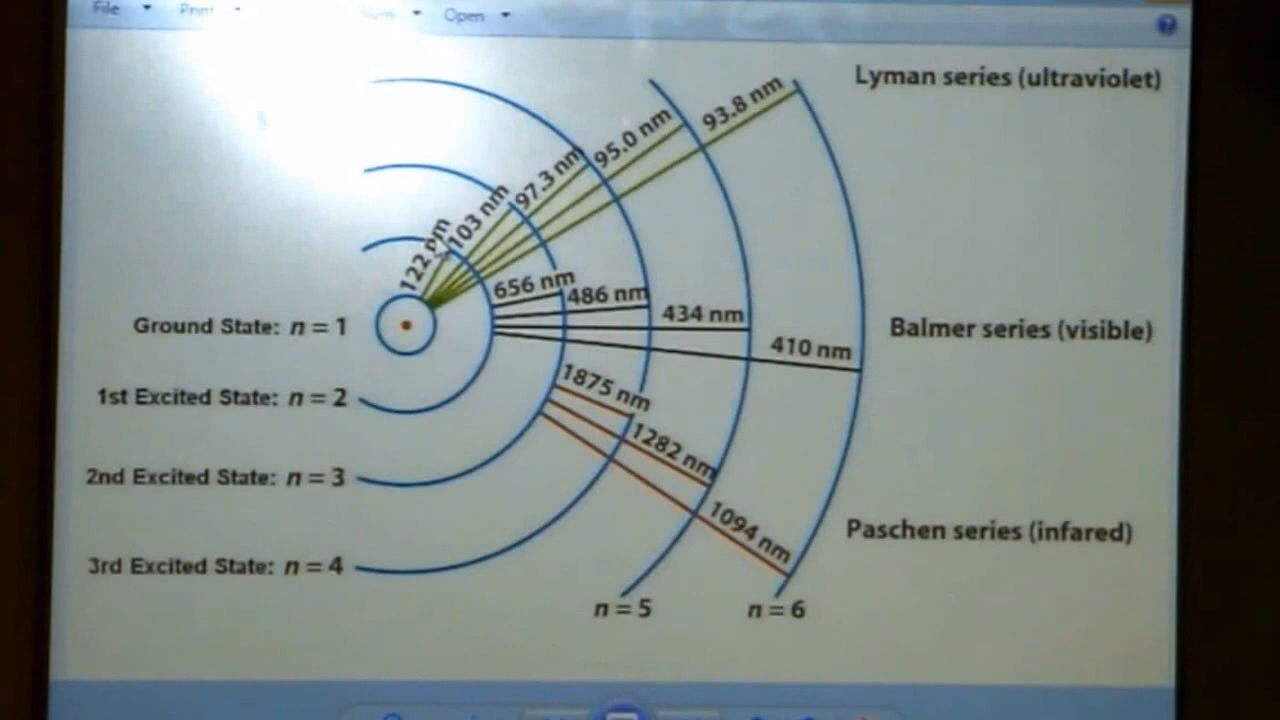 File
Print
Open
Lyman series (ultraviolet)
122 nm
103 nm
97.3 nm
95.0 nm
93.8 nm
656 nm
486 nm
434 nm
410 nm
Balmer series (visible)
Ground State: n = 1
1st Excited State: n = 2
2nd Excited State: n = 3
3rd Excited State: n = 4
1875 nm
1282 nm
1094 nm
Paschen series (infared)
n = 5
n = 6